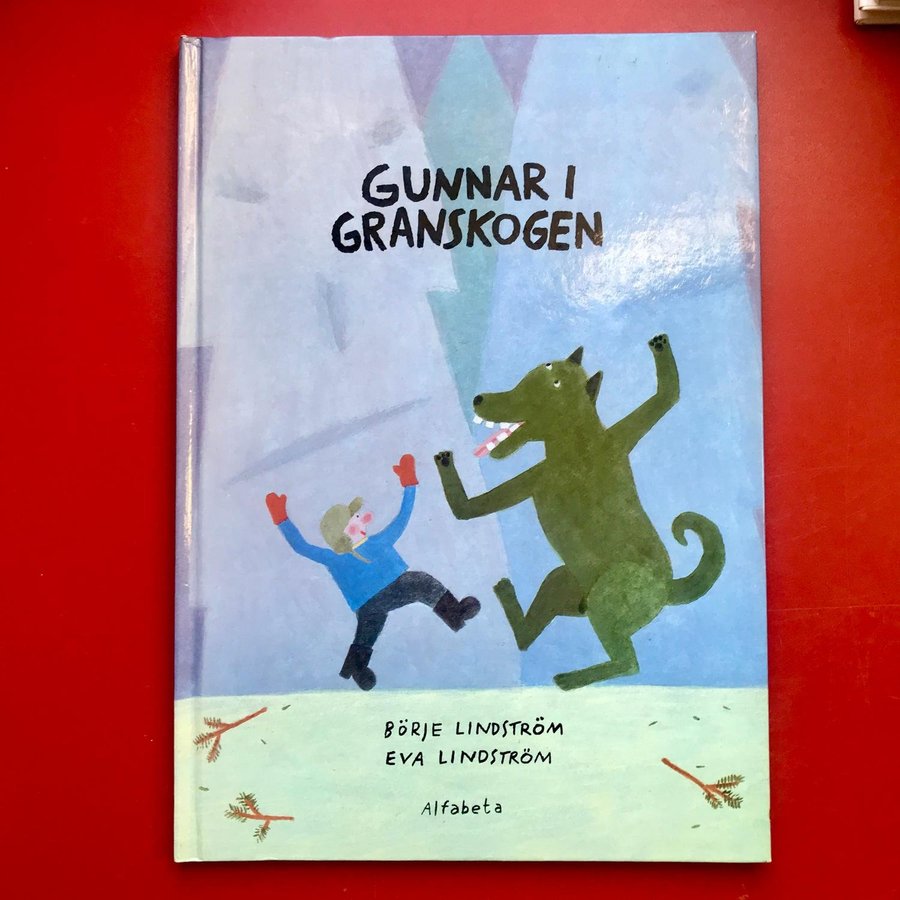 GUNNAR I
GRANSKOGEN
BÖRJE LINDSTRÖM
EVA LINDSTRÖM
Alfabeta